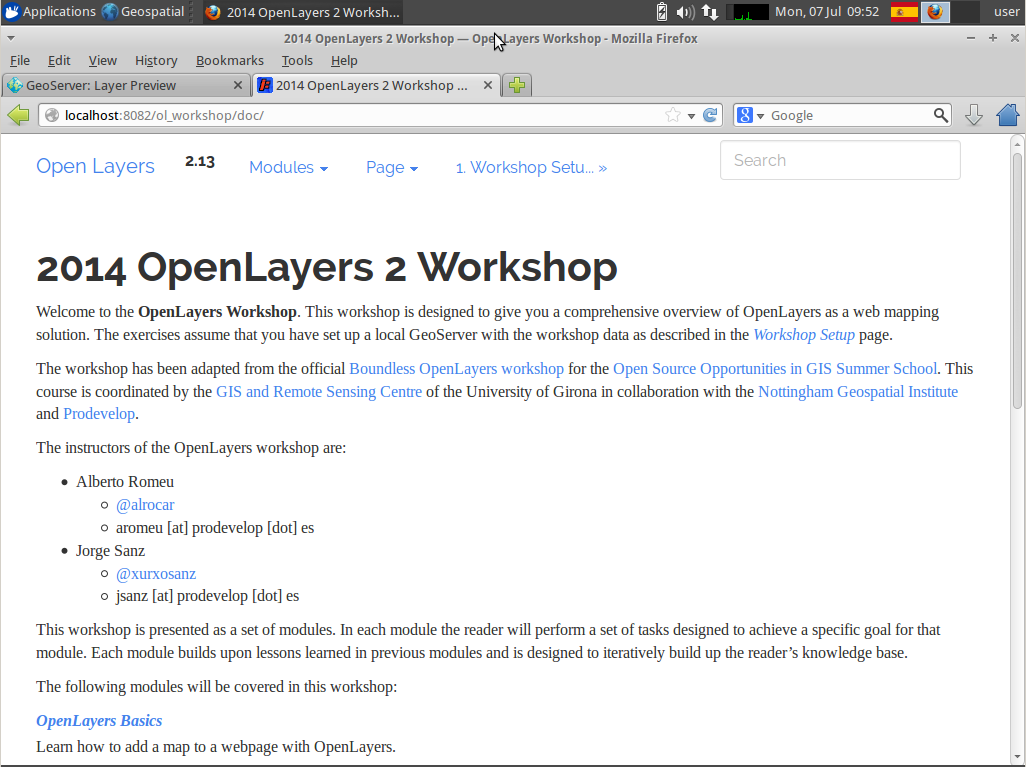 Applications Geospatial 2014 OpenLayers 2 Worksh... Mon, 07 Jul 09:52 user
2014 OpenLayers 2 Workshop — OpenLayers Workshop - Mozilla Firefox
File Edit View History Bookmarks Tools Help
GeoServer: Layer Preview 2014 OpenLayers 2 Workshop ...
localhost:8082/ol_workshop/doc/ Google
Open Layers 2.13 Modules Page 1. Workshop Setu... » Search
2014 OpenLayers 2 Workshop
Welcome to the OpenLayers Workshop. This workshop is designed to give you a comprehensive overview of OpenLayers as a web mapping
solution. The exercises assume that you have set up a local GeoServer with the workshop data as described in the Workshop Setup page.
The workshop has been adapted from the official Boundless OpenLayers workshop for the Open Source Opportunities in GIS Summer School. This
course is coordinated by the GIS and Remote Sensing Centre of the University of Girona in collaboration with the Nottingham Geospatial Institute
and Prodevelop.
The instructors of the OpenLayers workshop are:
• Alberto Romeu
◦ @alrocar
◦ aromeu [at] prodevelop [dot] es
• Jorge Sanz
◦ @xurxosanz
◦ jsanz [at] prodevelop [dot] es
This workshop is presented as a set of modules. In each module the reader will perform a set of tasks designed to achieve a specific goal for that
module. Each module builds upon lessons learned in previous modules and is designed to iteratively build up the reader’s knowledge base.
The following modules will be covered in this workshop:
OpenLayers Basics
Learn how to add a map to a webpage with OpenLayers.